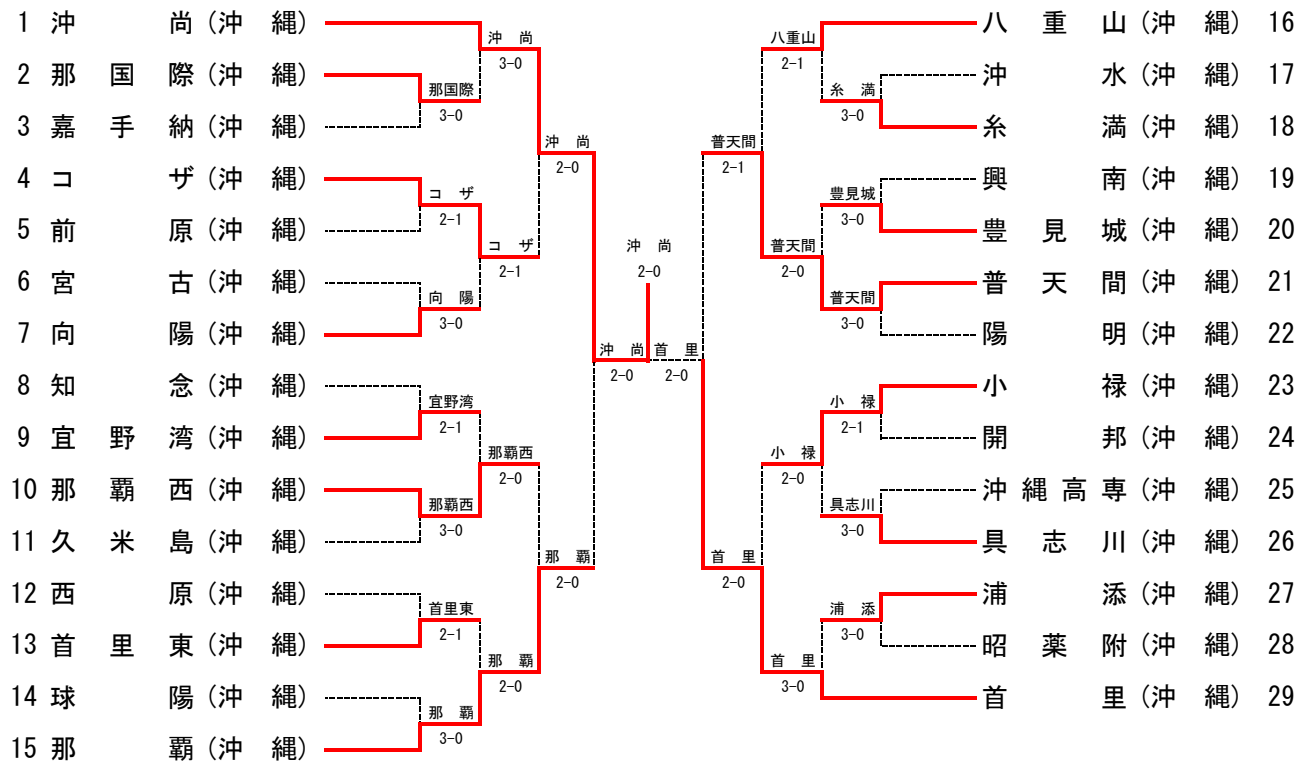 1 沖尚(沖縄)
2 那国際(沖縄)
3 嘉手納(沖縄)
4 コザ(沖縄)
5 前原(沖縄)
6 宮古(沖縄)
7 向陽(沖縄)
8 知念(沖縄)
9 宜野湾(沖縄)
10 那覇西(沖縄)
11 久米島(沖縄)
12 西原(沖縄)
13 首里東(沖縄)
14 球陽(沖縄)
15 那覇(沖縄)
那国際
3-0
コザ
2-1
向陽
3-0
宜野湾
2-1
那覇西
3-0
首里東
2-1
那覇
3-0
沖尚
3-0
コザ
2-1
那覇西
2-0
那覇
2-0
沖尚
2-0
那覇
2-0
沖尚
2-0
沖尚
2-0
首里
2-0
普天間
2-1
首里
2-0
八重山
2-1
普天間
2-0
小禄
2-0
首里
3-0
糸満
3-0
豊見城
3-0
普天間
3-0
小禄
2-1
具志川
3-0
浦添
3-0
八重山(沖縄) 16
沖水(沖縄) 17
糸満(沖縄) 18
興南(沖縄) 19
豊見城(沖縄) 20
普天間(沖縄) 21
陽明(沖縄) 22
小禄(沖縄) 23
開邦(沖縄) 24
沖縄高専(沖縄) 25
具志川(沖縄) 26
浦添(沖縄) 27
昭薬附(沖縄) 28
首里(沖縄) 29